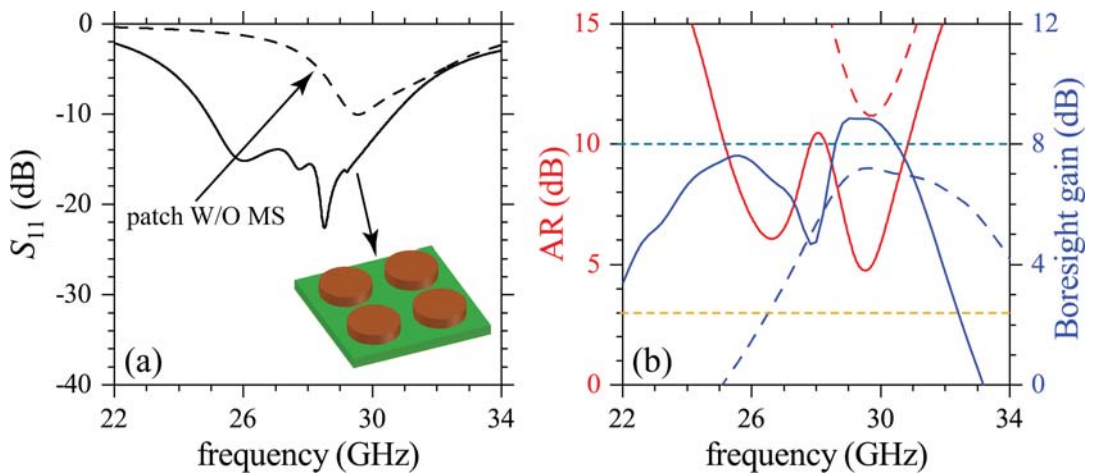 0
-10
-20
-30
-40
S11 (dB)
patch W/O MS
(a)
22
26
30
34
frequency (GHz)
15
10
5
0
AR (dB)
12
8
4
0
Boresight gain (dB)
(b)
22
26
30
34
frequency (GHz)